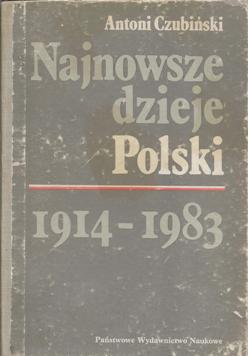 Antoni Czubiński
Najnowsze
dzieje
Polski
1914-1983
Państwowe Wydawnictwo Naukowe